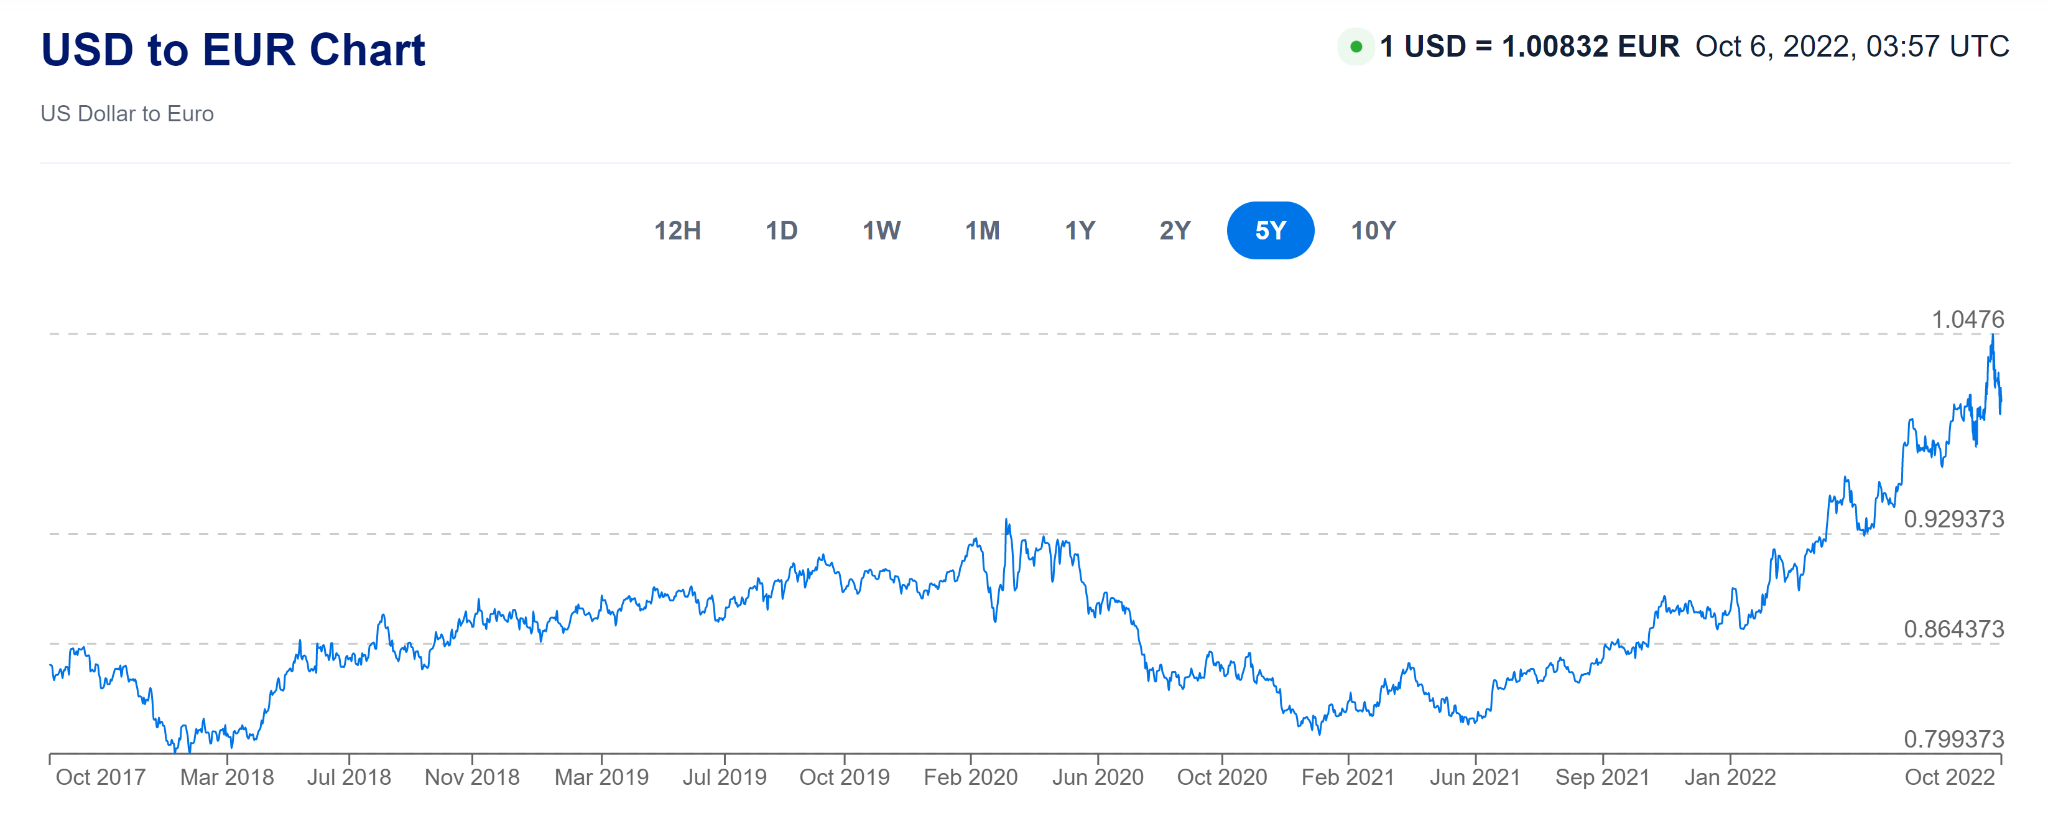 USD to EUR Chart
1 USD = 1.00832 EUR Oct 6, 2022, 03:57 UTC
US Dollar to Euro
12H 1D 1W 1M 1Y 2Y 5Y 10Y
1.0476
0.929373
0.864373
0.799373
Oct 2017 Mar 2018 Jul 2018 Nov 2018 Mar 2019 Jul 2019 Oct 2019 Feb 2020 Jun 2020 Oct 2020 Feb 2021 Jun 2021 Sep 2021 Jan 2022 Oct 2022